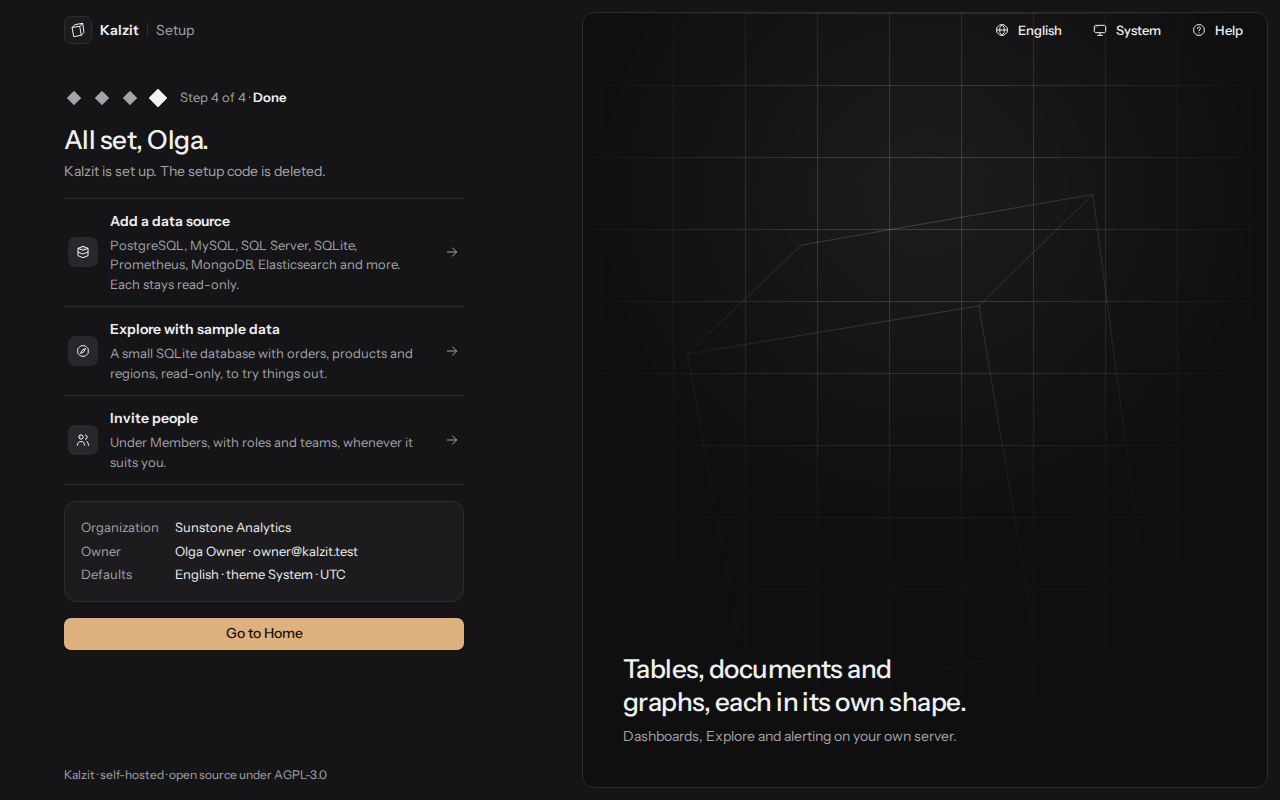 Kalzit Setup
English System Help
Step 4 of 4 · Done
All set, Olga.
Kalzit is set up. The setup code is deleted.
Add a data source
PostgreSQL, MySQL, SQL Server, SQLite,
Prometheus, MongoDB, Elasticsearch and more.
Each stays read-only.
Explore with sample data
A small SQLite database with orders, products and
regions, read-only, to try things out.
Invite people
Under Members, with roles and teams, whenever it
suits you.
Organization Sunstone Analytics
Owner Olga Owner · owner@kalzit.test
Defaults English · theme System · UTC
Go to Home
Kalzit · self-hosted · open source under AGPL-3.0
Tables, documents and
graphs, each in its own shape.
Dashboards, Explore and alerting on your own server.